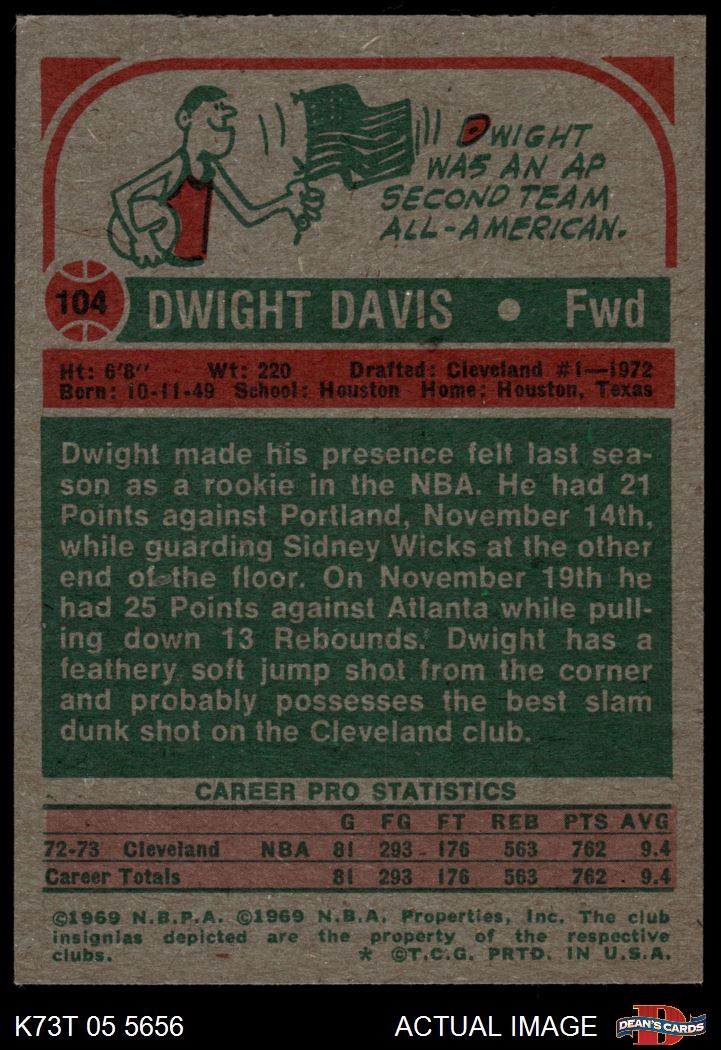 DWIGHT
WAS AN AP
SECOND TEAM
ALL-AMERICAN.
104 DWIGHT DAVIS • Fwd
Ht: 6'8" Wt: 220 Drafted: Cleveland #1—1972
Born: 10-11-49 School: Houston Home: Houston, Texas
Dwight made his presence felt last sea-
son as a rookie in the NBA. He had 21
Points against Portland, November 14th,
while guarding Sidney Wicks at the other
end of the floor. On November 19th he
had 25 Points against Atlanta while pull-
ing down 13 Rebounds. Dwight has a
feathery soft jump shot from the corner
and probably possesses the best slam
dunk shot on the Cleveland club.
CAREER PRO STATISTICS
G FG FT REB PTS AVG
72-73 Cleveland NBA 81 293 176 563 762 9.4
Career Totals 81 293 176 563 762 9.4
©1969 N.B.P.A. ©1969 N.B.A. Properties, Inc. The club
insignias depicted are the property of the respective
clubs. * ©T.C.G. PRTD. IN U.S.A.
K73T 05 5656 ACTUAL IMAGE DEAN'S CARDS